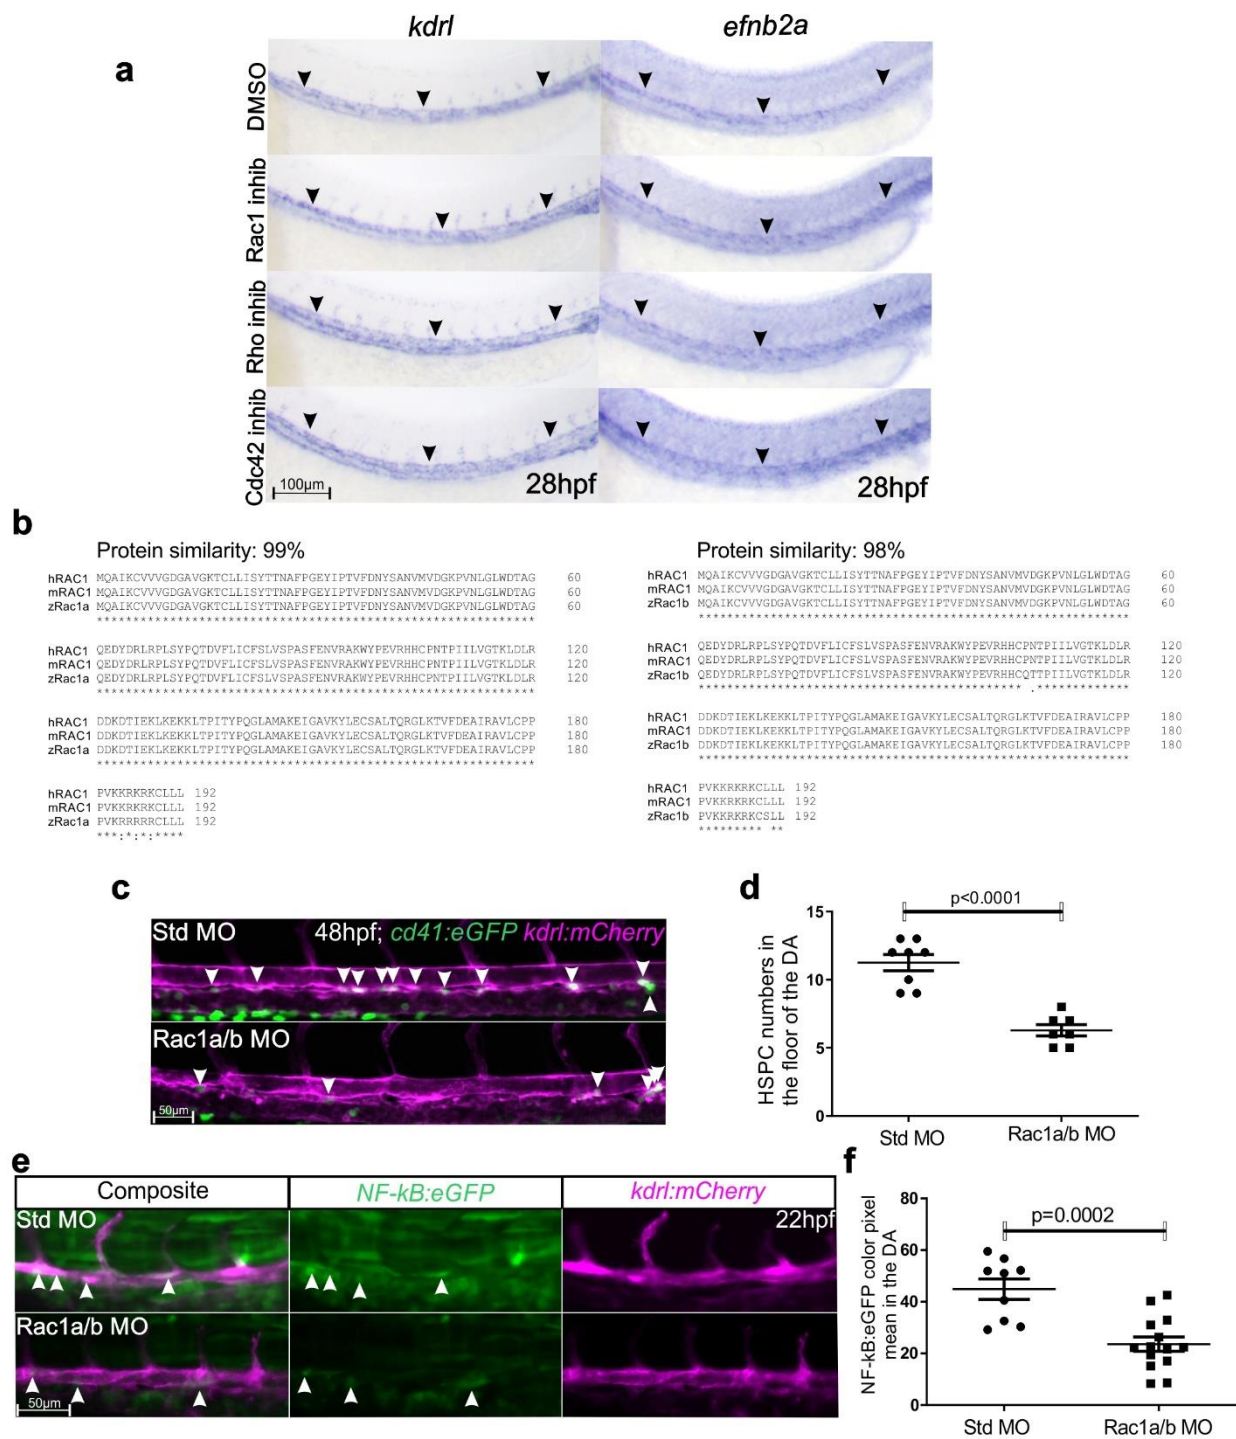 kdrl
efnb2a
a
DMSO
Rac1 inhib
Rho inhib
Cdc42 inhib
100µm
28hpf
28hpf
b
Protein similarity: 99%
hRAC1 MQAIKCVVVGDGAVGKTCLLISYTTNAFPGEYIPTVFDNYSANVMVDGKPVNLGLWDTAG 60
mRAC1 MQAIKCVVVGDGAVGKTCLLISYTTNAFPGEYIPTVFDNYSANVMVDGKPVNLGLWDTAG 60
zRac1a MQAIKCVVVGDGAVGKTCLLISYTTNAFPGEYIPTVFDNYSANVMVDGKPVNLGLWDTAG 60
************************************************************
hRAC1 QEDYDRLRPLSYPQTDVFLICFSLVSPASFENVRAKWYPEVRHHCPNTPIILVGTKLDLR 120
mRAC1 QEDYDRLRPLSYPQTDVFLICFSLVSPASFENVRAKWYPEVRHHCPNTPIILVGTKLDLR 120
zRac1a QEDYDRLRPLSYPQTDVFLICFSLVSPASFENVRAKWYPEVRHHCPNTPIILVGTKLDLR 120
************************************************************
hRAC1 DDKDTIEKLKEKKLTPITYPQGLAMAKEIGAVKYLECSALTQRGLKTVFDEAIRAVLCPP 180
mRAC1 DDKDTIEKLKEKKLTPITYPQGLAMAKEIGAVKYLECSALTQRGLKTVFDEAIRAVLCPP 180
zRac1a DDKDTIEKLKEKKLTPITYPQGLAMAKEIGAVKYLECSALTQRGLKTVFDEAIRAVLCPP 180
************************************************************
hRAC1 PVKKRKRKCLLL 192
mRAC1 PVKKRKRKCLLL 192
zRac1a PVKRRRRRCLLL 192
***:*:*:****
Protein similarity: 98%
hRAC1 MQAIKCVVVGDGAVGKTCLLISYTTNAFPGEYIPTVFDNYSANVMVDGKPVNLGLWDTAG 60
mRAC1 MQAIKCVVVGDGAVGKTCLLISYTTNAFPGEYIPTVFDNYSANVMVDGKPVNLGLWDTAG 60
zRac1b MQAIKCVVVGDGAVGKTCLLISYTTNAFPGEYIPTVFDNYSANVMVDGKPVNLGLWDTAG 60
************************************************************
hRAC1 QEDYDRLRPLSYPQTDVFLICFSLVSPASFENVRAKWYPEVRHHCPNTPIILVGTKLDLR 120
mRAC1 QEDYDRLRPLSYPQTDVFLICFSLVSPASFENVRAKWYPEVRHHCPNTPIILVGTKLDLR 120
zRac1b QEDYDRLRPLSYPQTDVFLICFSLVSPASFENVRAKWYPEVRHHCQTTPIILVGTKLDLR 120
********************************************* .*************
hRAC1 DDKDTIEKLKEKKLTPITYPQGLAMAKEIGAVKYLECSALTQRGLKTVFDEAIRAVLCPP 180
mRAC1 DDKDTIEKLKEKKLTPITYPQGLAMAKEIGAVKYLECSALTQRGLKTVFDEAIRAVLCPP 180
zRac1b DDKDTIEKLKEKKLTPITYPQGLAMAKEIGAVKYLECSALTQRGLKTVFDEAIRAVLCPP 180
************************************************************
hRAC1 PVKKRKRKCLLL 192
mRAC1 PVKKRKRKCLLL 192
zRac1b PVKKRKRKCSLL 192
********* **
c
Std MO
48hpf; cd41:eGFP kdrl:mCherry
Rac1a/b MO
50µm
d
p<0.0001
HSPC numbers in
the floor of the DA
15
10
5
0
Std MO
Rac1a/b MO
e
Composite
NF-kB:eGFP
kdrl:mCherry
Std MO
22hpf
Rac1a/b MO
50µm
f
p=0.0002
NF-kB:eGFP color pixel
mean in the DA
80
60
40
20
0
Std MO
Rac1a/b MO